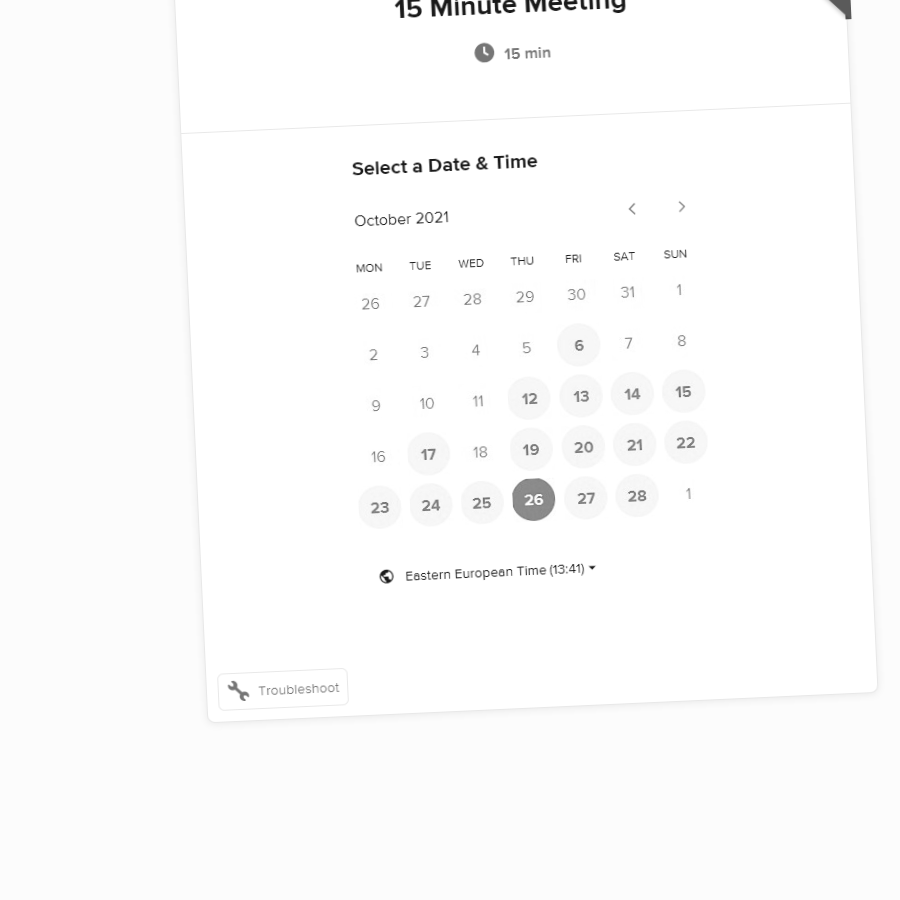 15 Minute Meeting
15 min
Select a Date & Time
October 2021
MON TUE WED THU FRI SAT SUN
26 27 28 29 30 31 1
2 3 4 5 6 7 8
9 10 11 12 13 14 15
16 17 18 19 20 21 22
23 24 25 26 27 28 1
Eastern European Time (13:41)
Troubleshoot